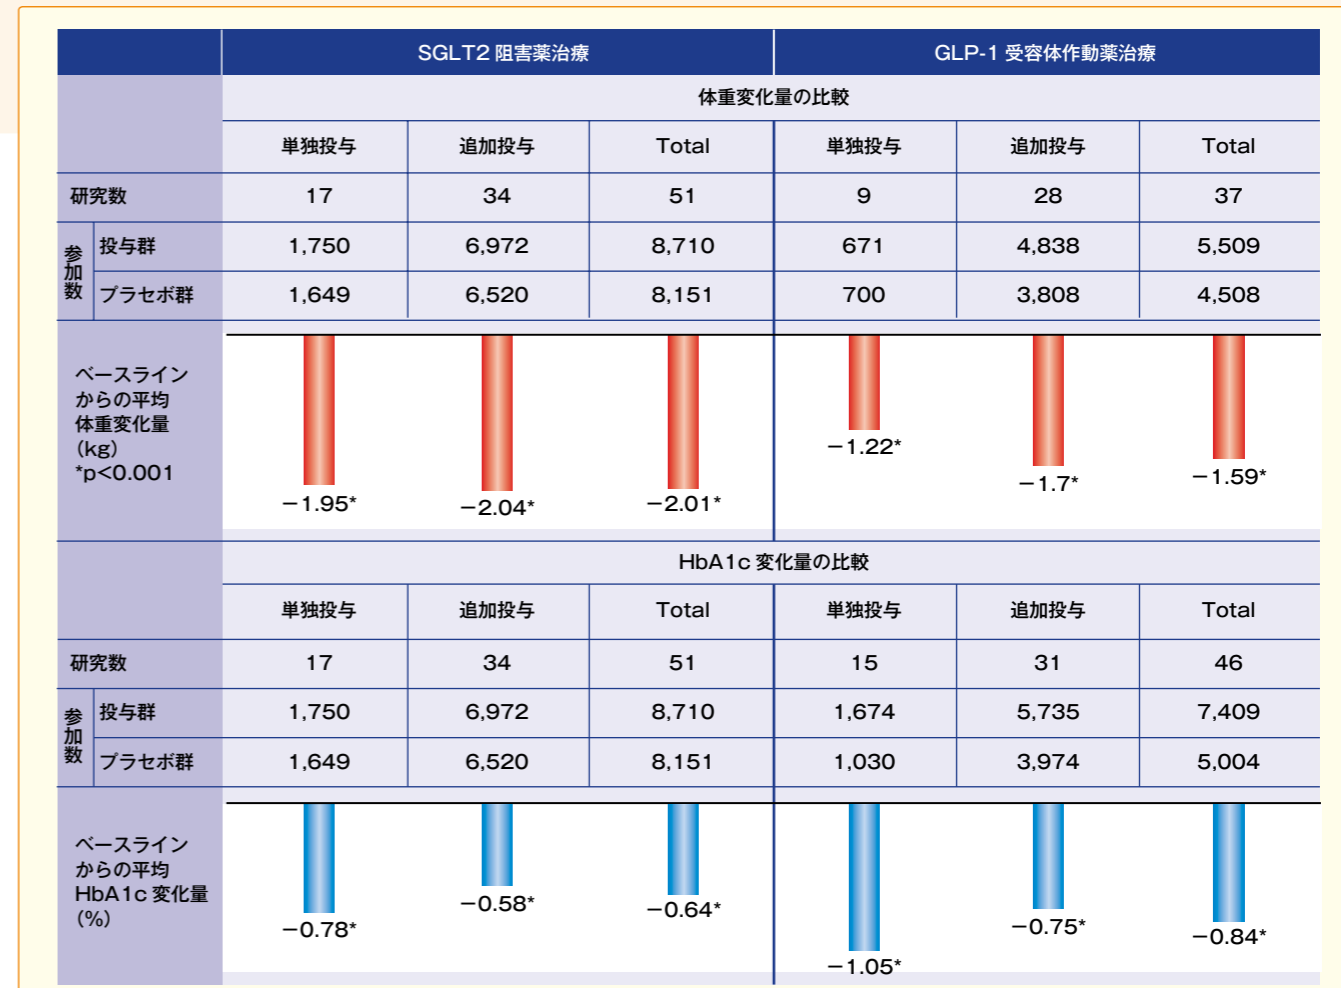 SGLT2 阻害薬治療 GLP-1 受容体作動薬治療
体重変化量の比較
単独投与 追加投与 Total 単独投与 追加投与 Total
研究数 17 34 51 9 28 37
参加数 投与群 1,750 6,972 8,710 671 4,838 5,509
プラセボ群 1,649 6,520 8,151 700 3,808 4,508
ベースライン
からの平均
体重変化量
(kg)
*p<0.001
−1.95* −2.04* −2.01* −1.22* −1.7* −1.59*
HbA1c 変化量の比較
単独投与 追加投与 Total 単独投与 追加投与 Total
研究数 17 34 51 15 31 46
参加数 投与群 1,750 6,972 8,710 1,674 5,735 7,409
プラセボ群 1,649 6,520 8,151 1,030 3,974 5,004
ベースライン
からの平均
HbA1c 変化量
(%)
−0.78* −0.58* −0.64* −1.05* −0.75* −0.84*